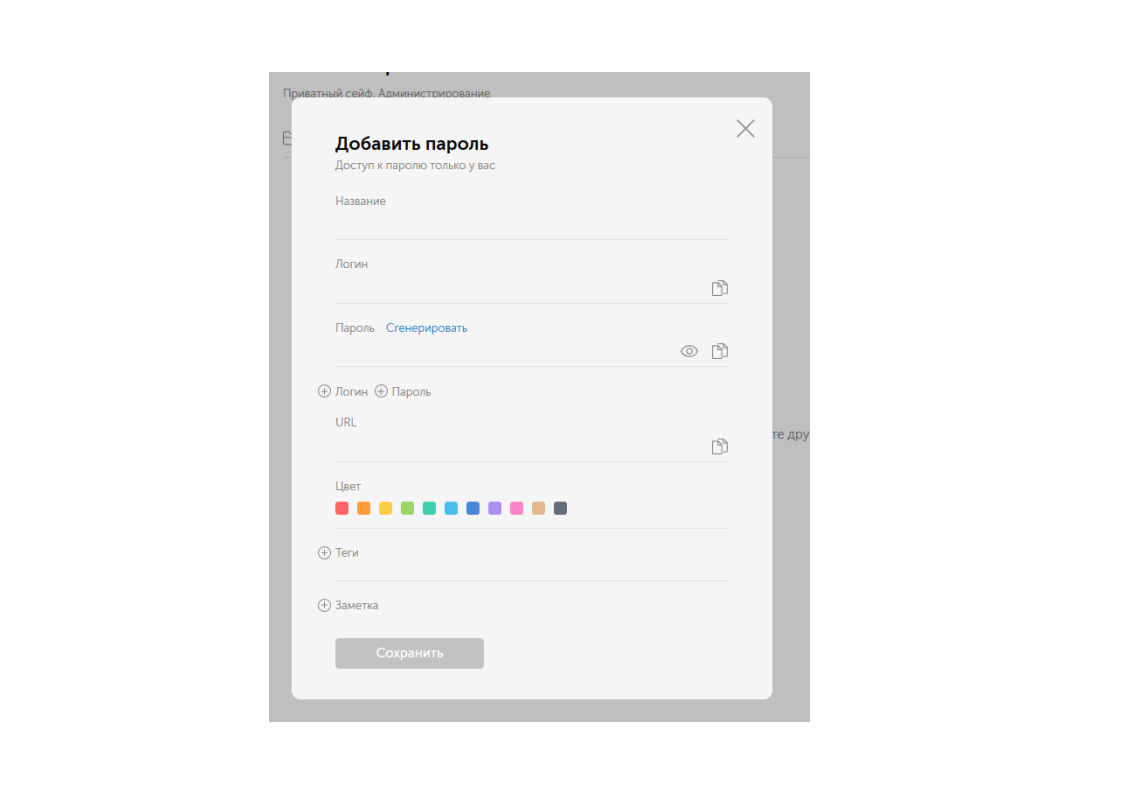 Приватный сейф. Администрирование
Добавить пароль
Доступ к паролю только у вас
Название
Логин
Пароль Сгенерировать
Логин Пароль
те дру
URL
Цвет
Теги
Заметка
Сохранить